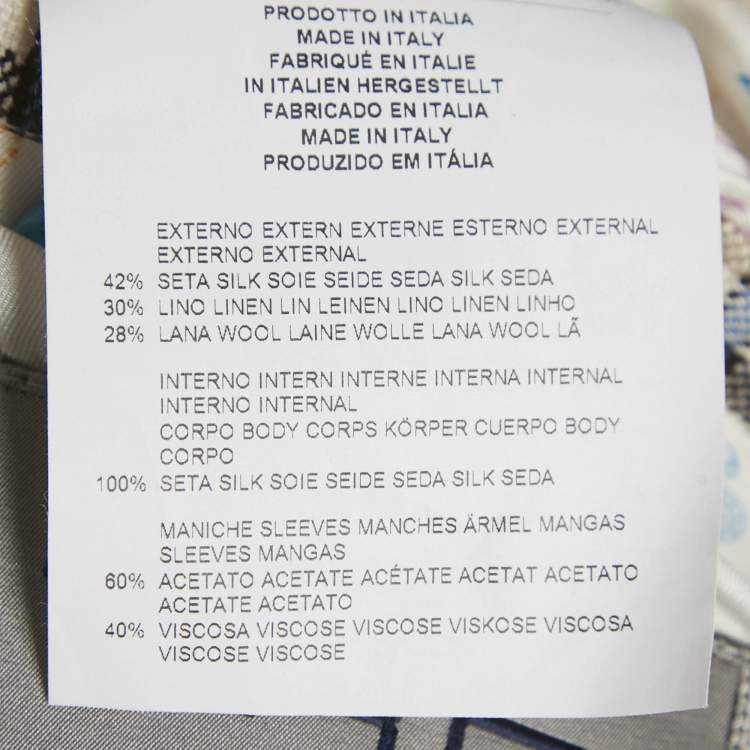 PRODOTTO IN ITALIA
MADE IN ITALY
FABRIQUÉ EN ITALIE
IN ITALIEN HERGESTELLT
FABRICADO EN ITALIA
MADE IN ITALY
PRODUZIDO EM ITÁLIA
EXTERNO EXTERN EXTERNE ESTERNO EXTERNAL
EXTERNO EXTERNAL
42% SETA SILK SOIE SEIDE SEDA SILK SEDA
30% LINO LINEN LIN LEINEN LINO LINEN LINHO
28% LANA WOOL LAINE WOLLE LANA WOOL LÃ
INTERNO INTERN INTERNE INTERNA INTERNAL
INTERNO INTERNAL
CORPO BODY CORPS KÖRPER CUERPO BODY
CORPO
100% SETA SILK SOIE SEIDE SEDA SILK SEDA
MANICHE SLEEVES MANCHES ÄRMEL MANGAS
SLEEVES MANGAS
60% ACETATO ACETATE ACÉTATE ACETAT ACETATO
ACETATE ACETATO
40% VISCOSA VISCOSE VISCOSE VISKOSE VISCOSA
VISCOSE VISCOSE